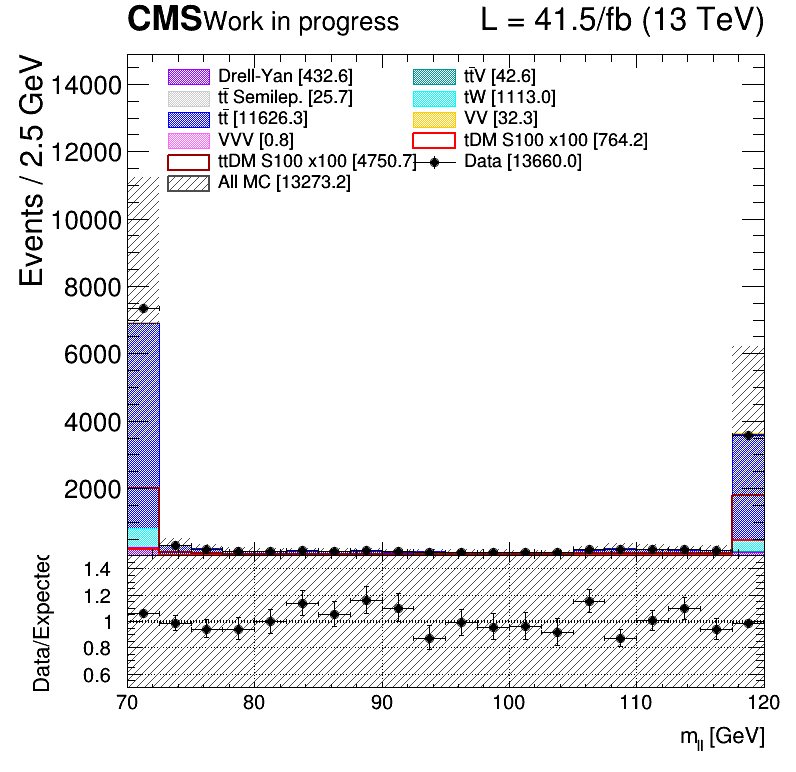 CMS Work in progress L = 41.5/fb (13 TeV)
Events / 2.5 GeV
14000
12000
10000
8000
6000
4000
2000
Drell-Yan [432.6] tt̄V [42.6]
tt̄ Semilep. [25.7] tW [1113.0]
tt̄ [11626.3] VV [32.3]
VVV [0.8] tDM S100 x100 [764.2]
ttDM S100 x100 [4750.7] Data [13660.0]
All MC [13273.2]
Data/Expected
1.4
1.2
1
0.8
0.6
70 80 90 100 110 120
m_ll [GeV]